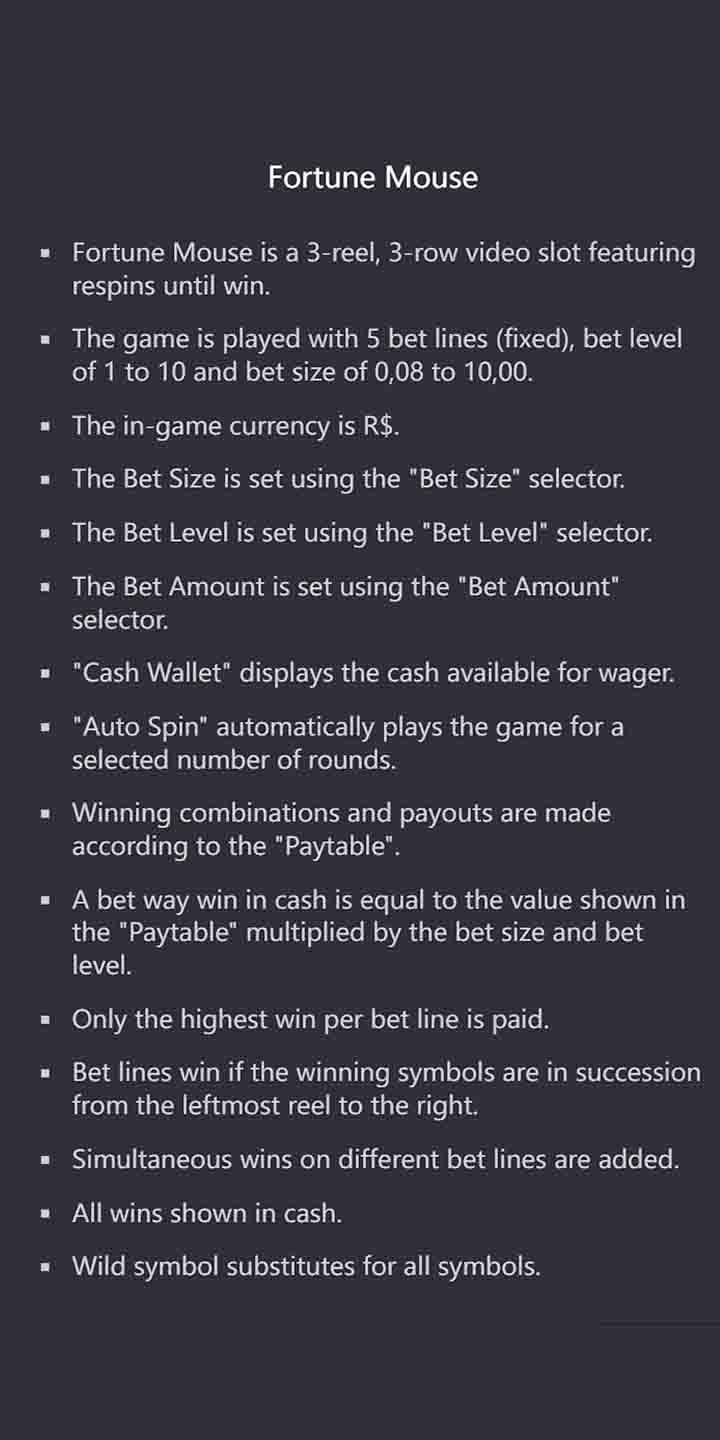 Fortune Mouse
▪ Fortune Mouse is a 3-reel, 3-row video slot featuring
respins until win.
▪ The game is played with 5 bet lines (fixed), bet level
of 1 to 10 and bet size of 0,08 to 10,00.
▪ The in-game currency is R$.
▪ The Bet Size is set using the "Bet Size" selector.
▪ The Bet Level is set using the "Bet Level" selector.
▪ The Bet Amount is set using the "Bet Amount"
selector.
▪ "Cash Wallet" displays the cash available for wager.
▪ "Auto Spin" automatically plays the game for a
selected number of rounds.
▪ Winning combinations and payouts are made
according to the "Paytable".
▪ A bet way win in cash is equal to the value shown in
the "Paytable" multiplied by the bet size and bet
level.
▪ Only the highest win per bet line is paid.
▪ Bet lines win if the winning symbols are in succession
from the leftmost reel to the right.
▪ Simultaneous wins on different bet lines are added.
▪ All wins shown in cash.
▪ Wild symbol substitutes for all symbols.